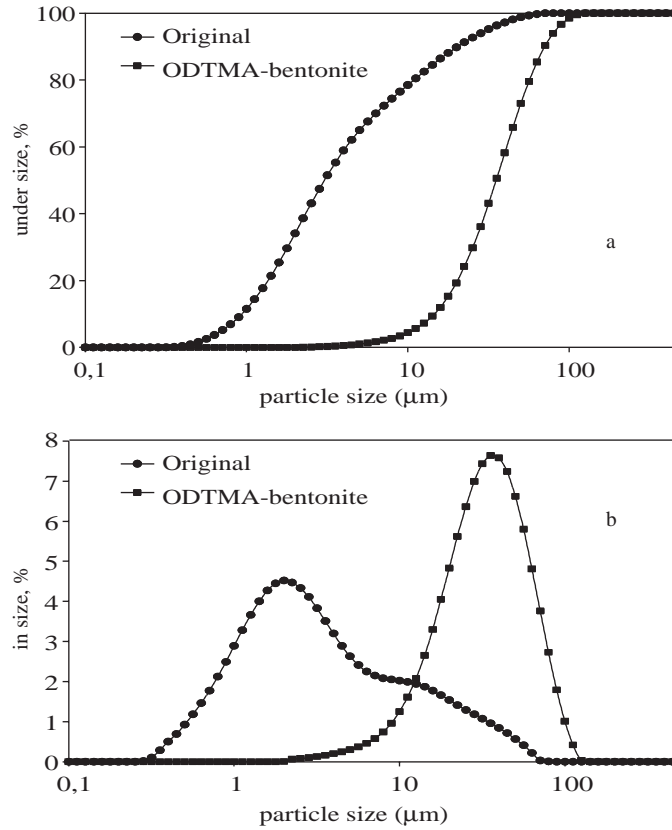 100
80
60
40
20
0
under size, %
Original
ODTMA-bentonite
a
0,1 1 10 100
particle size (μm)
8
7
6
5
4
3
2
1
0
in size, %
Original
ODTMA-bentonite
b
0,1 1 10 100
particle size (μm)